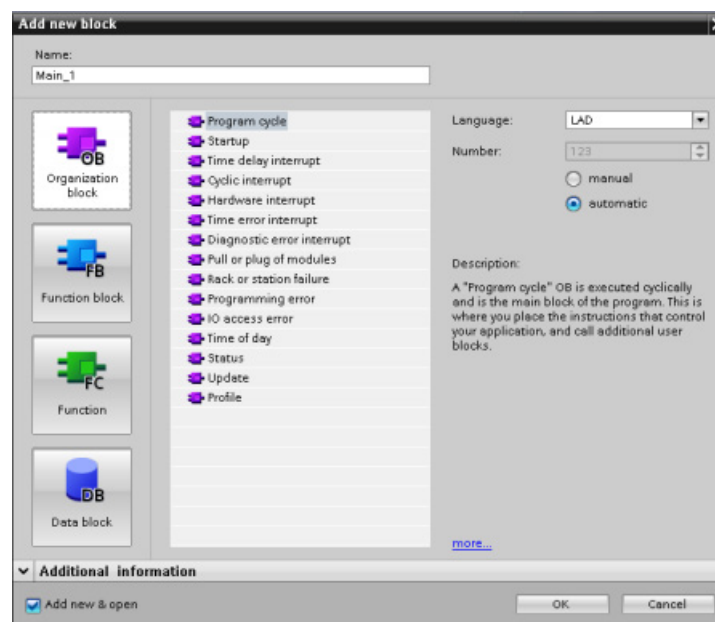 Add new block
Name:
Main_1
OB
Organization
block
FB
Function block
FC
Function
DB
Data block
Program cycle
Startup
Time delay interrupt
Cyclic interrupt
Hardware interrupt
Time error interrupt
Diagnostic error interrupt
Pull or plug of modules
Rack or station failure
Programming error
IO access error
Time of day
Status
Update
Profile
Language:
LAD
Number:
123
manual
automatic
Description:
A "Program cycle" OB is executed cyclically
and is the main block of the program. This is
where you place the instructions that control
your application, and call additional user
blocks.
more...
Additional information
Add new & open
OK
Cancel